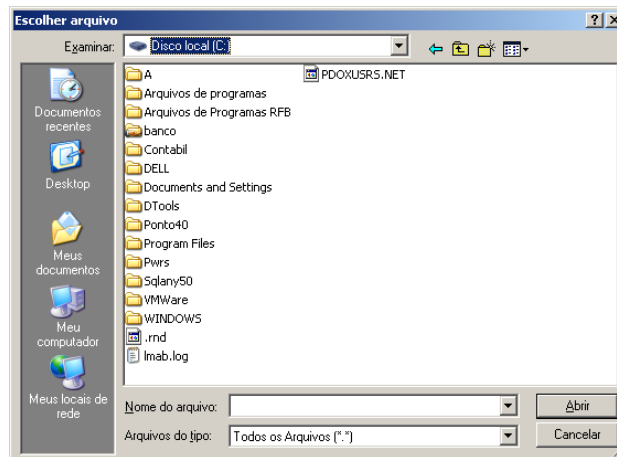 Escolher arquivo
Examinar: Disco local (C:
Documentos
recentes
Desktop
Meus
documentos
Meu
computador
Meus locais de
rede
A
Arquivos de programas
Arquivos de Programas RFB
banco
Contabil
DELL
Documents and Settings
DTools
Ponto40
Program Files
Pwrs
Sqlany50
VMWare
WINDOWS
.rnd
lmab.log
PDOXUSRS.NET
Nome do arquivo:
Abrir
Arquivos do tipo: Todos os Arquivos (*.*)
Cancelar